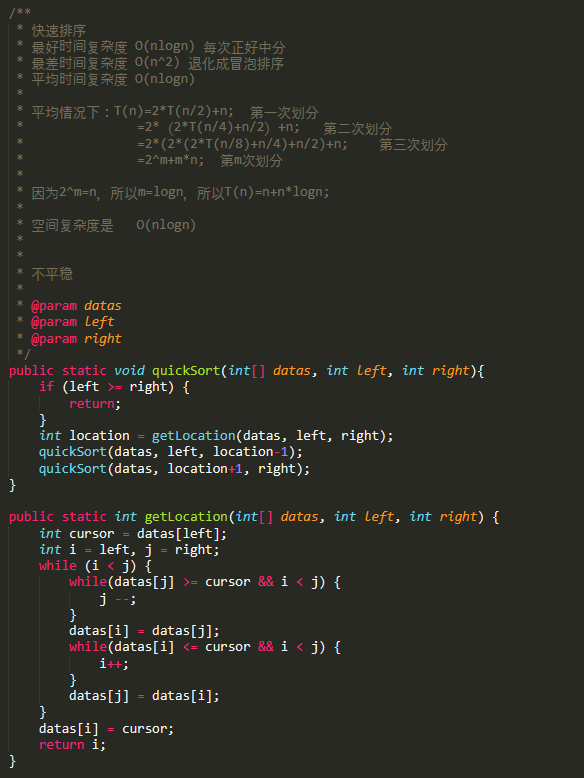 /**
 * 快速排序
 * 最好时间复杂度 O(nlogn) 每次正好中分
 * 最差时间复杂度 O(n^2) 退化成冒泡排序
 * 平均时间复杂度 O(nlogn)
 *
 * 平均情况下：T(n)=2*T(n/2)+n;  第一次划分
 *               =2*（2*T(n/4)+n/2）+n;   第二次划分
 *               =2*(2*(2*T(n/8)+n/4)+n/2)+n;    第三次划分
 *               =2^m+m*n;  第m次划分
 *
 * 因为2^m=n，所以m=logn，所以T(n)=n+n*logn;
 *
 * 空间复杂度是   O(nlogn)
 *
 *
 * 不平稳
 *
 * @param datas
 * @param left
 * @param right
 */
public static void quickSort(int[] datas, int left, int right){
    if (left >= right) {
        return;
    }
    int location = getLocation(datas, left, right);
    quickSort(datas, left, location-1);
    quickSort(datas, location+1, right);
}

public static int getLocation(int[] datas, int left, int right) {
    int cursor = datas[left];
    int i = left, j = right;
    while (i < j) {
        while(datas[j] >= cursor && i < j) {
            j --;
        }
        datas[i] = datas[j];
        while(datas[i] <= cursor && i < j) {
            i++;
        }
        datas[j] = datas[i];
    }
    datas[i] = cursor;
    return i;
}